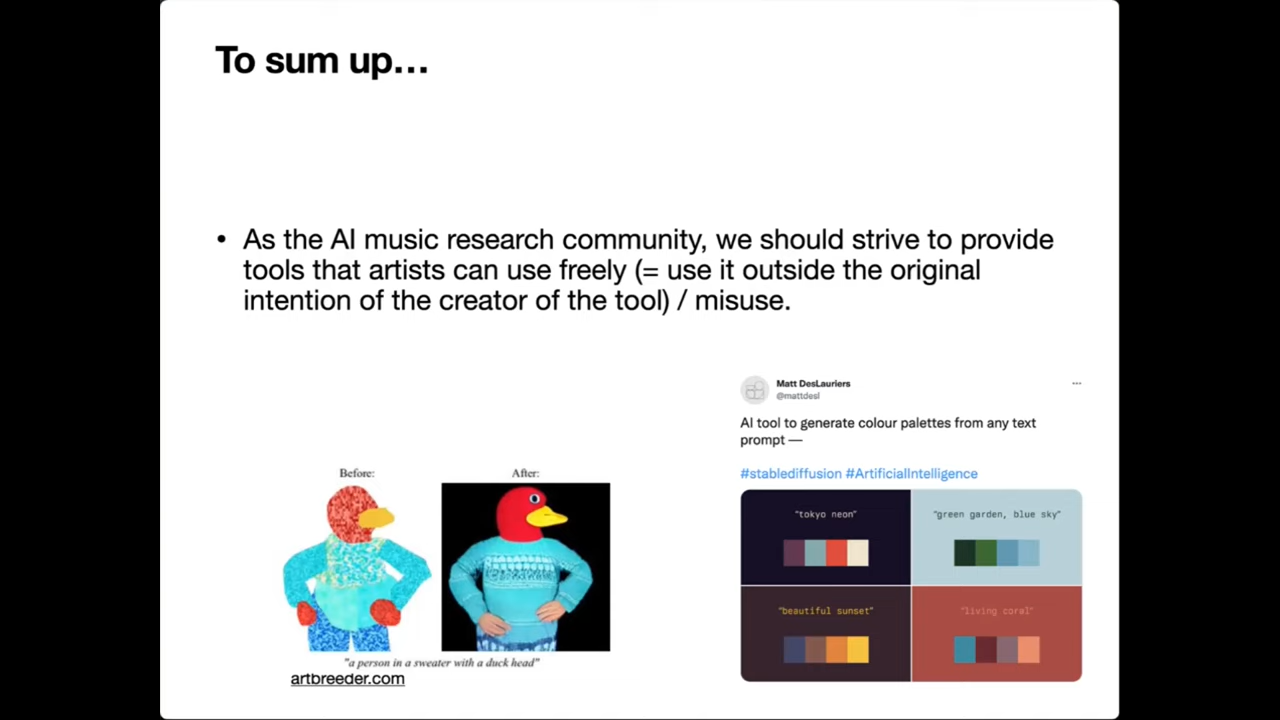 To sum up…
• As the AI music research community, we should strive to provide
tools that artists can use freely (= use it outside the original
intention of the creator of the tool) / misuse.
Before:
After:
"a person in a sweater with a duck head"
artbreeder.com
Matt DesLauriers
@mattdesl
AI tool to generate colour palettes from any text
prompt —
#stablediffusion #ArtificialIntelligence
"tokyo neon"
"green garden, blue sky"
"beautiful sunset"
"living coral"